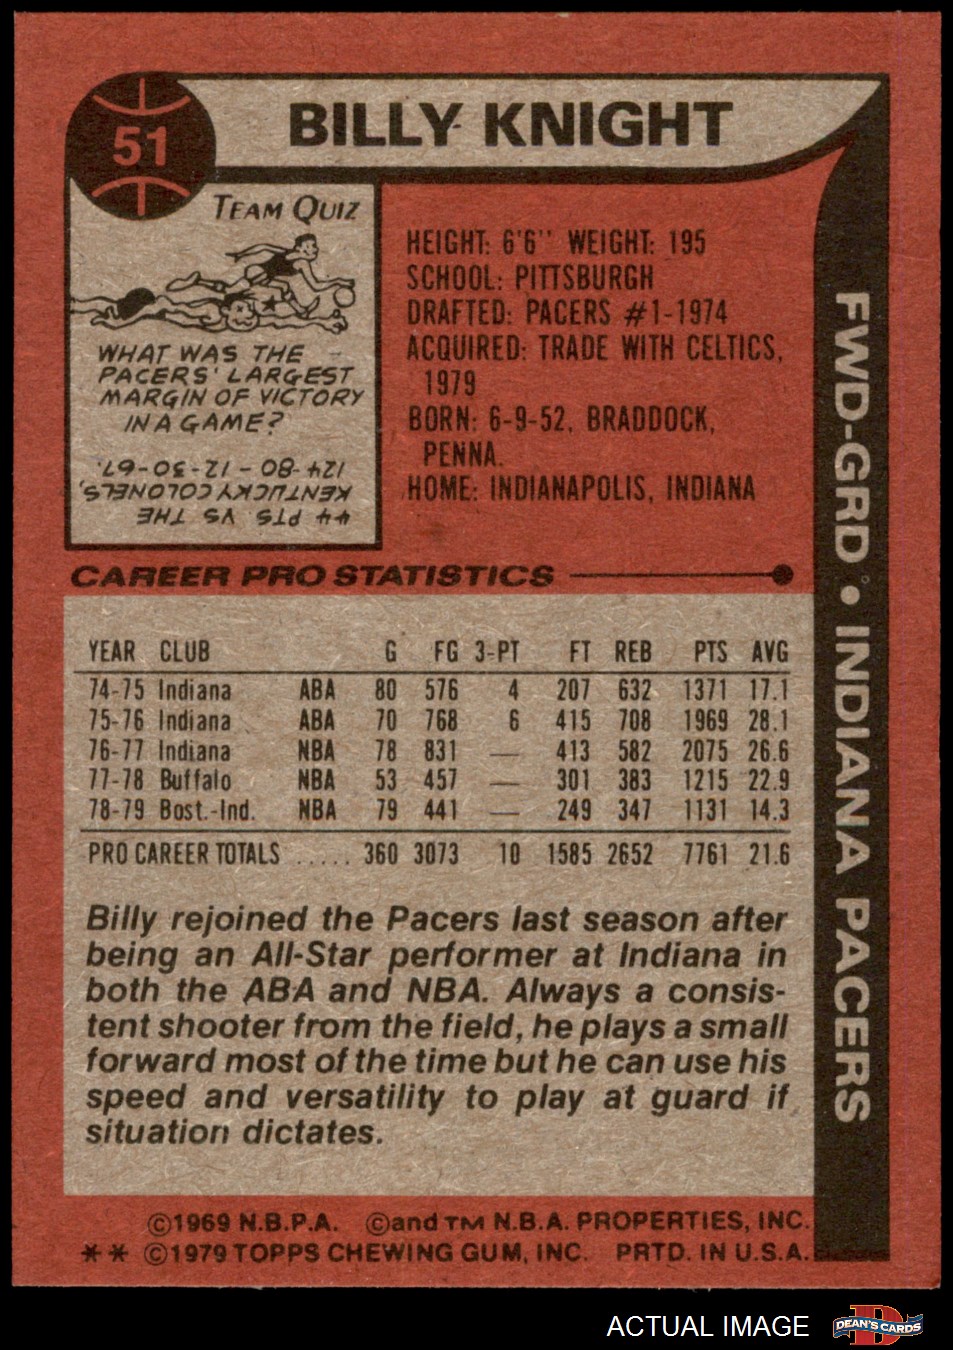 51
BILLY KNIGHT
TEAM QUIZ
WHAT WAS THE
PACERS' LARGEST
MARGIN OF VICTORY
IN A GAME?
44 PTS VS THE
KENTUCKY COLONELS,
124-80 - 12-30-67.
HEIGHT: 6'6" WEIGHT: 195
SCHOOL: PITTSBURGH
DRAFTED: PACERS #1-1974
ACQUIRED: TRADE WITH CELTICS,
1979
BORN: 6-9-52, BRADDOCK,
PENNA.
HOME: INDIANAPOLIS, INDIANA
FWD-GRD • INDIANA PACERS
CAREER PRO STATISTICS
YEAR CLUB G FG 3-PT FT REB PTS AVG
74-75 Indiana ABA 80 576 4 207 632 1371 17.1
75-76 Indiana ABA 70 768 6 415 708 1969 28.1
76-77 Indiana NBA 78 831 — 413 582 2075 26.6
77-78 Buffalo NBA 53 457 — 301 383 1215 22.9
78-79 Bost.-Ind. NBA 79 441 — 249 347 1131 14.3
PRO CAREER TOTALS ..... 360 3073 10 1585 2652 7761 21.6
Billy rejoined the Pacers last season after
being an All-Star performer at Indiana in
both the ABA and NBA. Always a consis-
tent shooter from the field, he plays a small
forward most of the time but he can use his
speed and versatility to play at guard if
situation dictates.
©1969 N.B.P.A. ©and TM N.B.A. PROPERTIES, INC.
** ©1979 TOPPS CHEWING GUM, INC. PRTD. IN U.S.A.
ACTUAL IMAGE
D
DEAN'S CARDS